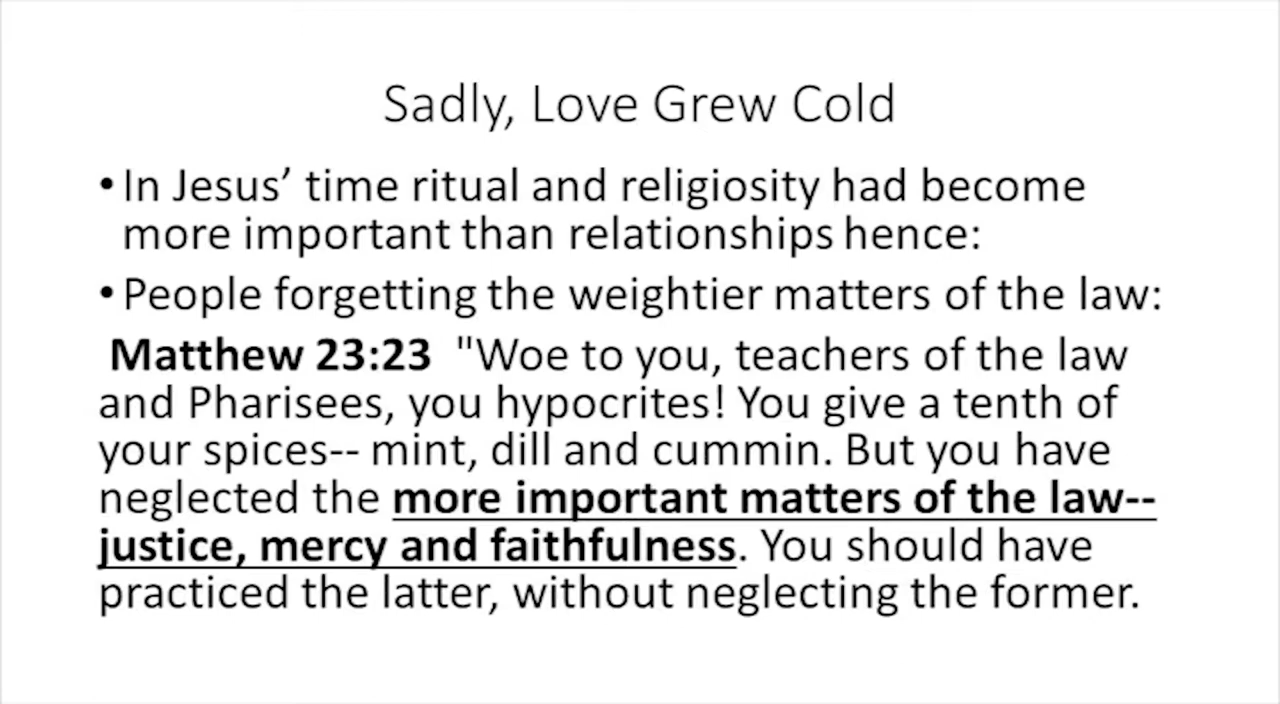 Sadly, Love Grew Cold
• In Jesus’ time ritual and religiosity had become
more important than relationships hence:
• People forgetting the weightier matters of the law:
Matthew 23:23 "Woe to you, teachers of the law
and Pharisees, you hypocrites! You give a tenth of
your spices-- mint, dill and cummin. But you have
neglected the more important matters of the law--
justice, mercy and faithfulness. You should have
practiced the latter, without neglecting the former.